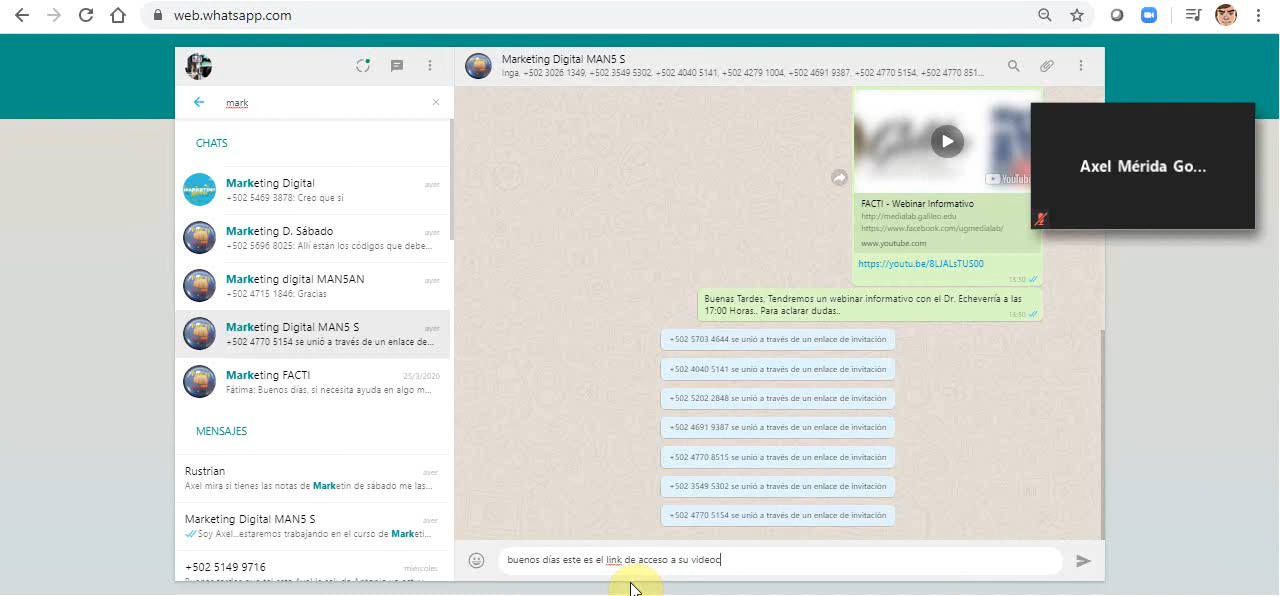 web.whatsapp.com
Marketing Digital MAN5 S
Inga, +502 3026 1349, +502 3549 5302, +502 4040 5141, +502 4279 1004, +502 4691 9387, +502 4770 5154, +502 4770 851...
mark
CHATS
Marketing Digital
ayer
+502 5469 3878: Creo que si
Marketing D. Sábado
ayer
+502 5696 8025: Allí están los códigos que debe...
Marketing digital MAN5AN
ayer
+502 4715 1846: Gracias
Marketing Digital MAN5 S
ayer
+502 4770 5154 se unió a través de un enlace de...
Marketing FACTI
25/3/2020
Fátima: Buenos días, si necesita ayuda en algo m...
MENSAJES
Rustrian
ayer
Axel mira si tienes las notas de Marketin de sábado me las...
Marketing Digital MAN5 S
ayer
Soy Axel...estaremos trabajando en el curso de Marketi...
+502 5149 9716
miércoles
YouTube
FACTI - Webinar Informativo
http://medialab.galileo.edu
https://www.facebook.com/ugmedialab/
www.youtube.com
https://youtu.be/8LJALsTUS00
13:50
Buenas Tardes, Tendremos un webinar informativo con el Dr. Echeverría a las
17:00 Horas.. Para aclarar dudas..
13:50
+502 5703 4644 se unió a través de un enlace de invitación
+502 4040 5141 se unió a través de un enlace de invitación
+502 5202 2848 se unió a través de un enlace de invitación
+502 4691 9387 se unió a través de un enlace de invitación
+502 4770 8515 se unió a través de un enlace de invitación
+502 3549 5302 se unió a través de un enlace de invitación
+502 4770 5154 se unió a través de un enlace de invitación
buenos días este es el link de acceso a su videoc
Axel Mérida Go...